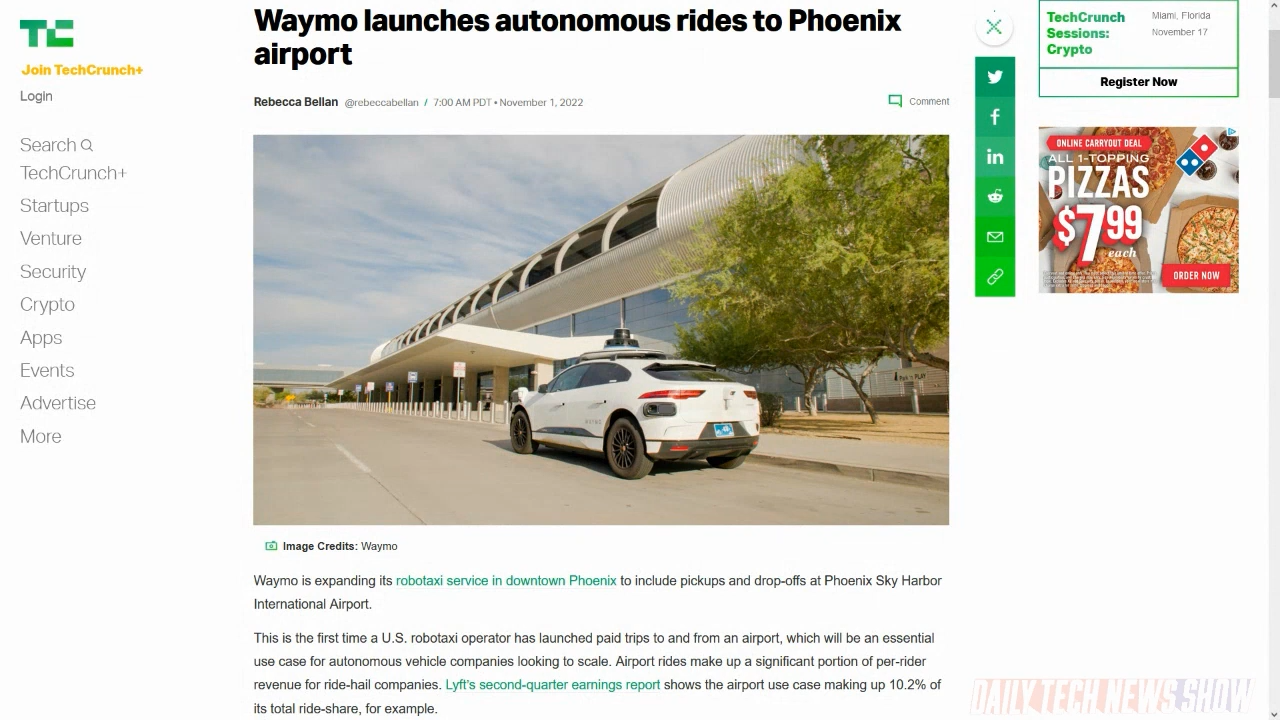 TC
Join TechCrunch+
Login
Search
TechCrunch+
Startups
Venture
Security
Crypto
Apps
Events
Advertise
More
Waymo launches autonomous rides to Phoenix
airport
Rebecca Bellan @rebeccabellan / 7:00 AM PDT • November 1, 2022
Comment
Image Credits: Waymo
Waymo is expanding its robotaxi service in downtown Phoenix to include pickups and drop-offs at Phoenix Sky Harbor
International Airport.
This is the first time a U.S. robotaxi operator has launched paid trips to and from an airport, which will be an essential
use case for autonomous vehicle companies looking to scale. Airport rides make up a significant portion of per-rider
revenue for ride-hail companies. Lyft's second-quarter earnings report shows the airport use case making up 10.2% of
its total ride-share, for example.
TechCrunch
Sessions:
Crypto
Miami, Florida
November 17
Register Now
ONLINE CARRYOUT DEAL
ALL 1-TOPPING
PIZZAS
$7.99
each
ORDER NOW
DAILY TECH NEWS SHOW